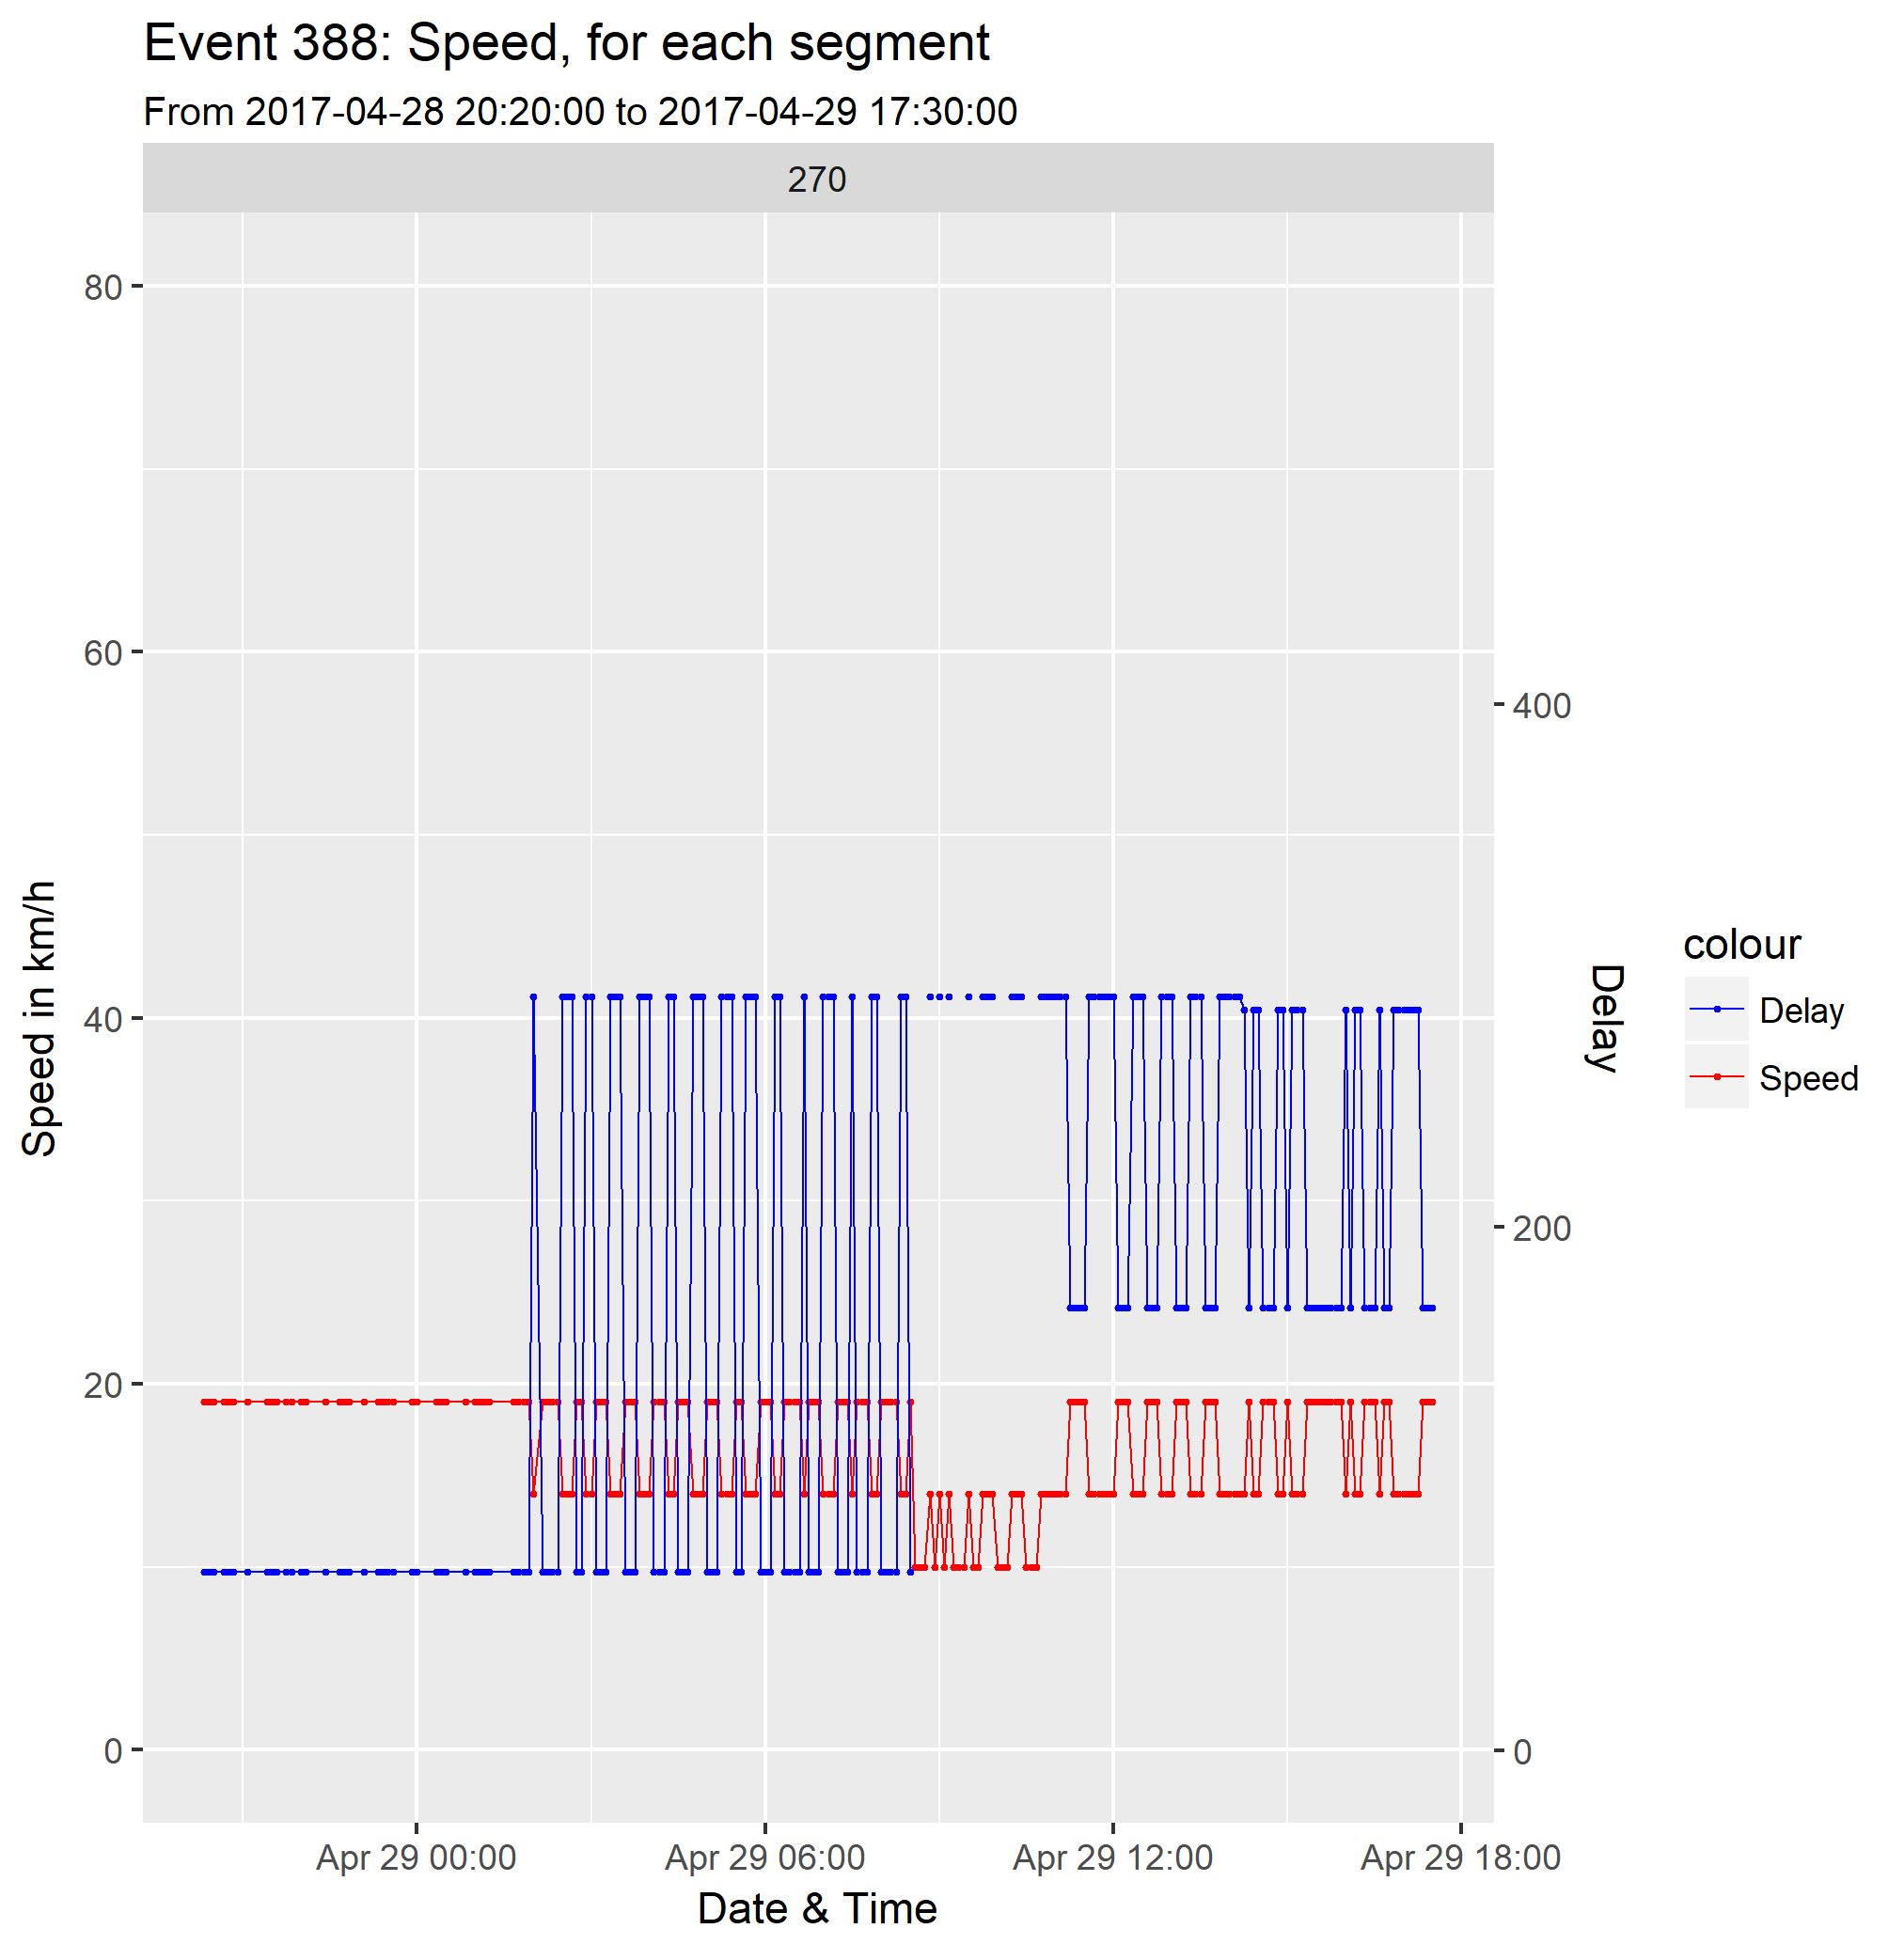 Event 388: Speed, for each segment
From 2017-04-28 20:20:00 to 2017-04-29 17:30:00
270
80
60
40
20
0
Speed in km/h
400
200
0
Delay
colour
Delay
Speed
Apr 29 00:00
Apr 29 06:00
Apr 29 12:00
Apr 29 18:00
Date & Time